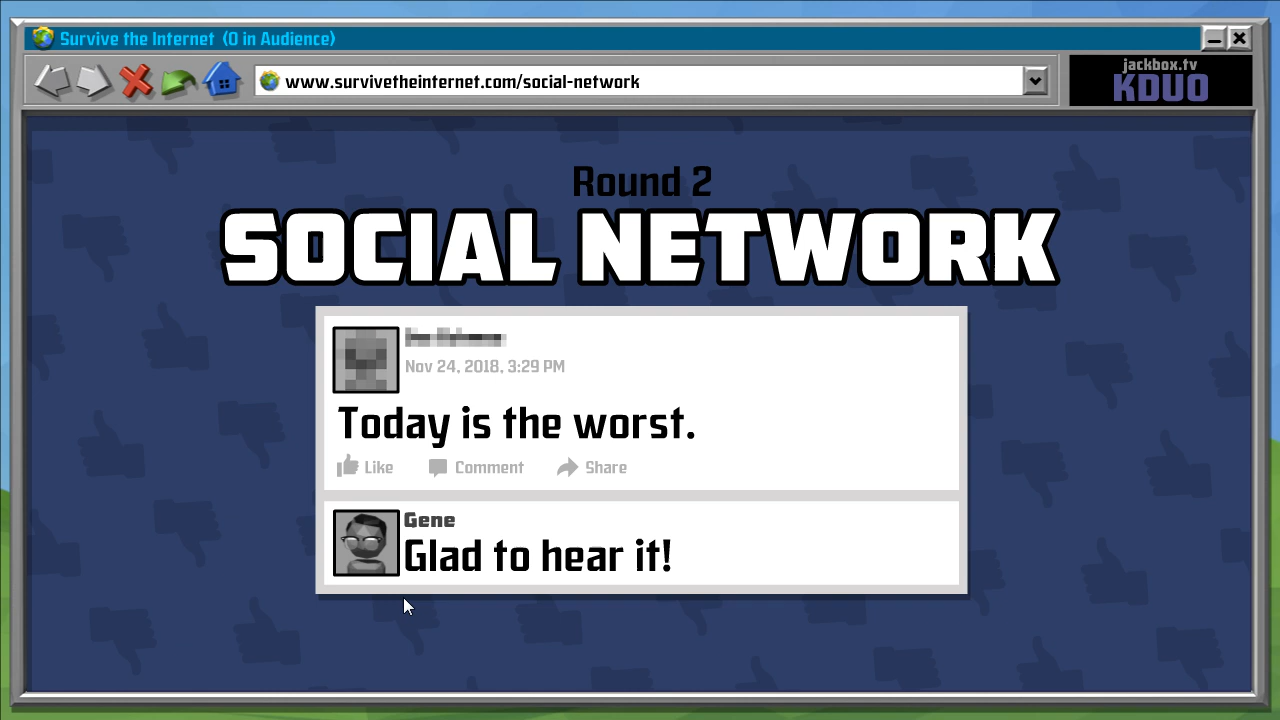 Survive the Internet (0 in Audience)
www.survivetheinternet.com/social-network
jackbox.tv
KDUO
Round 2
SOCIAL NETWORK
Nov 24, 2018, 3:29 PM
Today is the worst.
Like Comment Share
Gene
Glad to hear it!